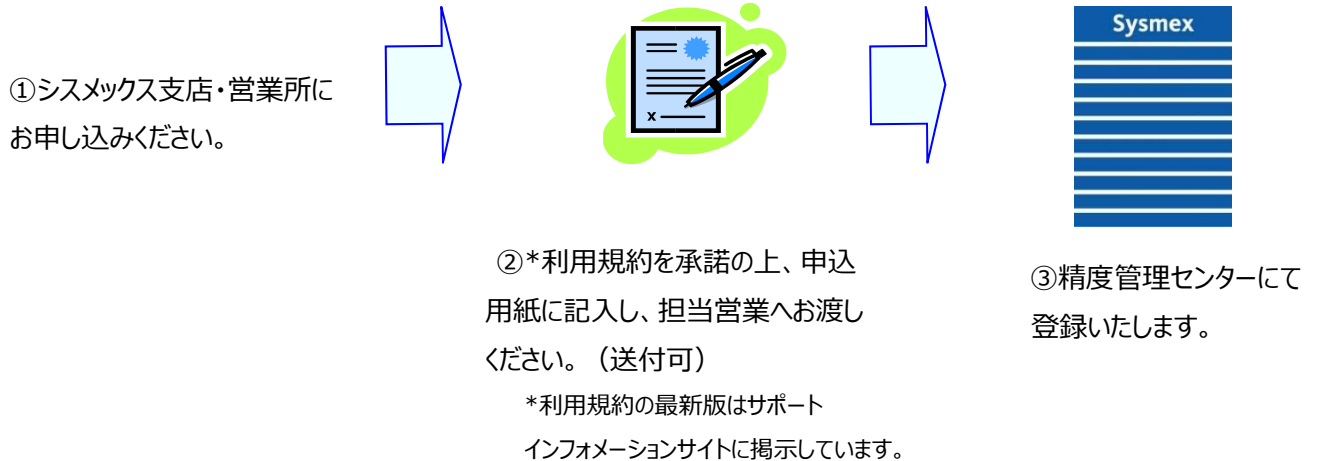 ①シスメックス支店・営業所に
お申し込みください。
x
②*利用規約を承諾の上、申込
用紙に記入し、担当営業へお渡し
ください。（送付可）
*利用規約の最新版はサポート
インフォメーションサイトに掲示しています。
Sysmex
③精度管理センターにて
登録いたします。